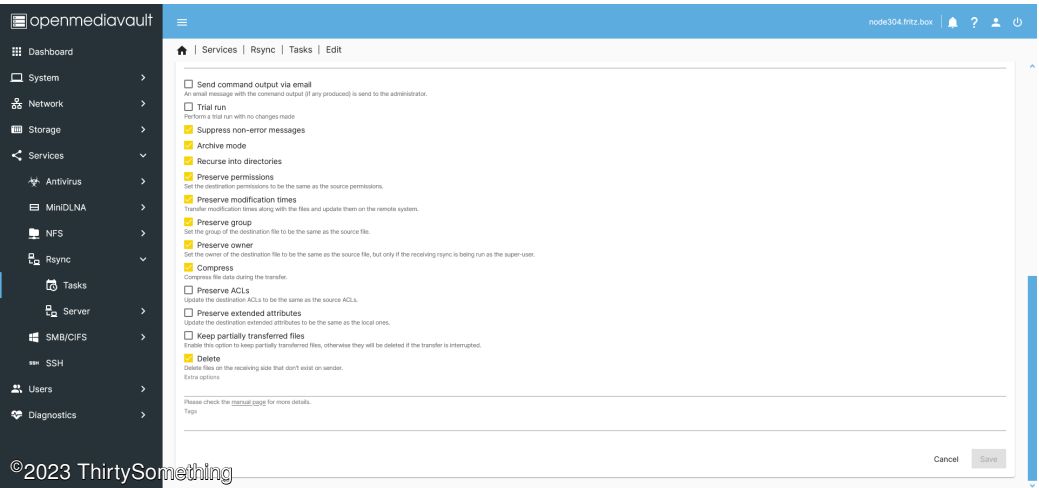 openmediavault
node304.fritz.box
Dashboard
System
Network
Storage
Services
Antivirus
MiniDLNA
NFS
Rsync
Tasks
Server
SMB/CIFS
SSH SSH
Users
Diagnostics
| Services | Rsync | Tasks | Edit
Send command output via email
An email message with the command output (if any produced) is send to the administrator.
Trial run
Perform a trial run with no changes made
Suppress non-error messages
Archive mode
Recurse into directories
Preserve permissions
Set the destination permissions to be the same as the source permissions.
Preserve modification times
Transfer modification times along with the files and update them on the remote system.
Preserve group
Set the group of the destination file to be the same as the source file.
Preserve owner
Set the owner of the destination file to be the same as the source file, but only if the receiving rsync is being run as the super-user.
Compress
Compress file data during the transfer.
Preserve ACLs
Update the destination ACLs to be the same as the source ACLs.
Preserve extended attributes
Update the destination extended attributes to be the same as the local ones.
Keep partially transferred files
Enable this option to keep partially transferred files, otherwise they will be deleted if the transfer is interrupted.
Delete
Delete files on the receiving side that don't exist on sender.
Extra options
Please check the manual page for more details.
Tags
Cancel Save
©2023 ThirtySomething